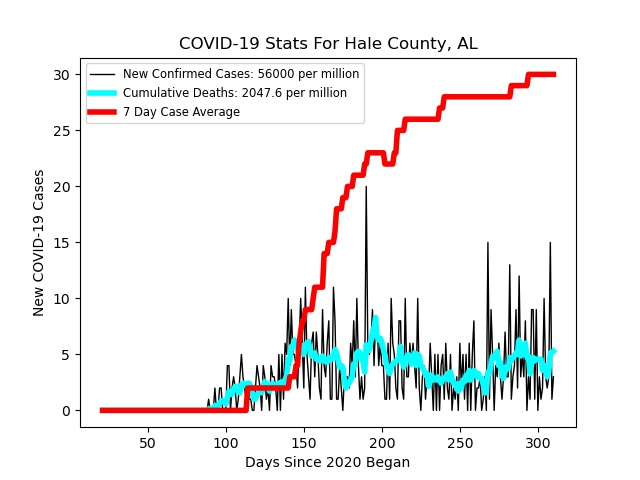 COVID-19 Stats For Hale County, AL
New Confirmed Cases: 56000 per million
Cumulative Deaths: 2047.6 per million
7 Day Case Average
30
25
20
15
10
5
0
New COVID-19 Cases
50 100 150 200 250 300
Days Since 2020 Began